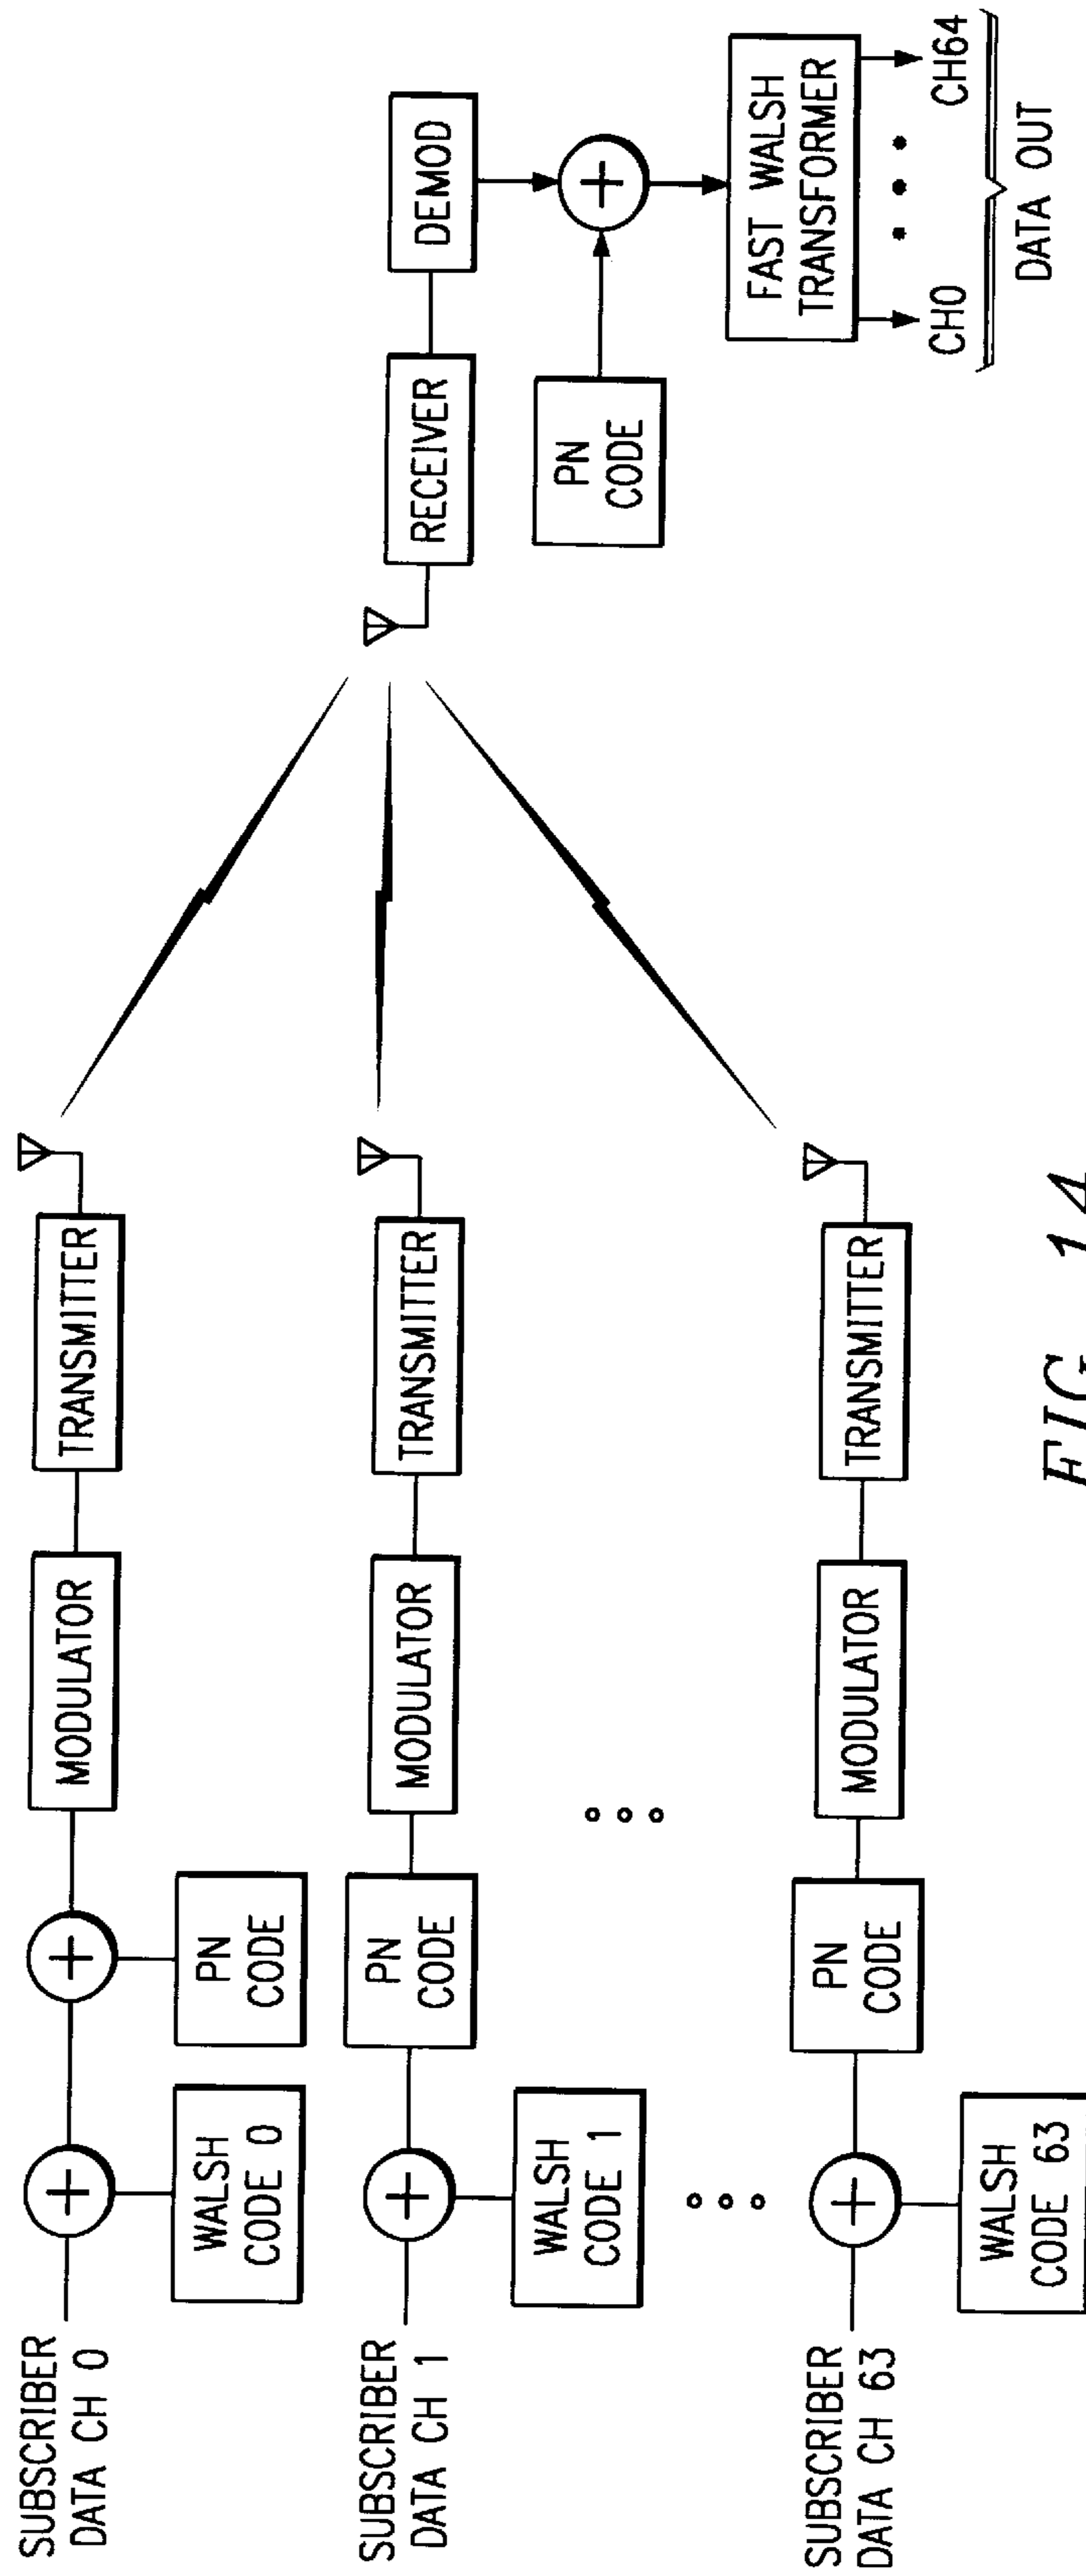 SUBSCRIBER
DATA CH 0
WALSH
CODE 0
PN
CODE
MODULATOR
TRANSMITTER
SUBSCRIBER
DATA CH 1
WALSH
CODE 1
PN
CODE
MODULATOR
TRANSMITTER
SUBSCRIBER
DATA CH 63
WALSH
CODE 63
PN
CODE
MODULATOR
TRANSMITTER
RECEIVER
DEMOD
PN
CODE
FAST WALSH
TRANSFORMER
CH0
CH64
DATA OUT
FIG. 14